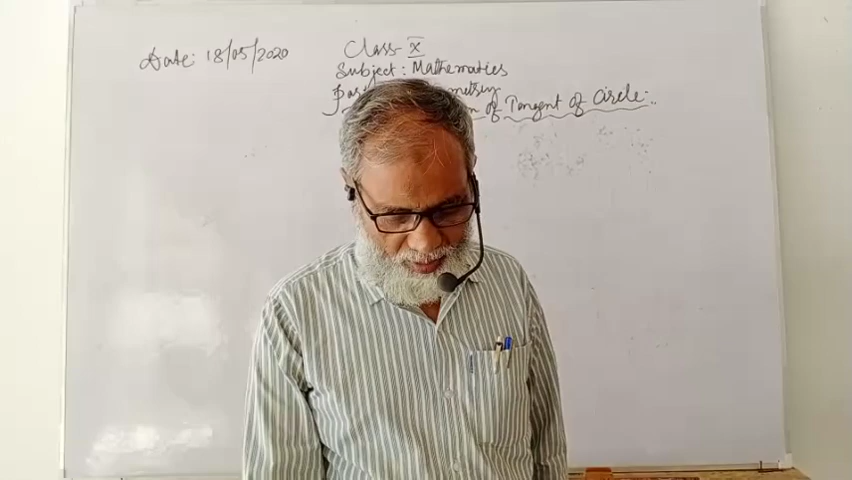 Date: 18/05/2020
Class - X
Subject: Mathematics
of Tangent of Circle: